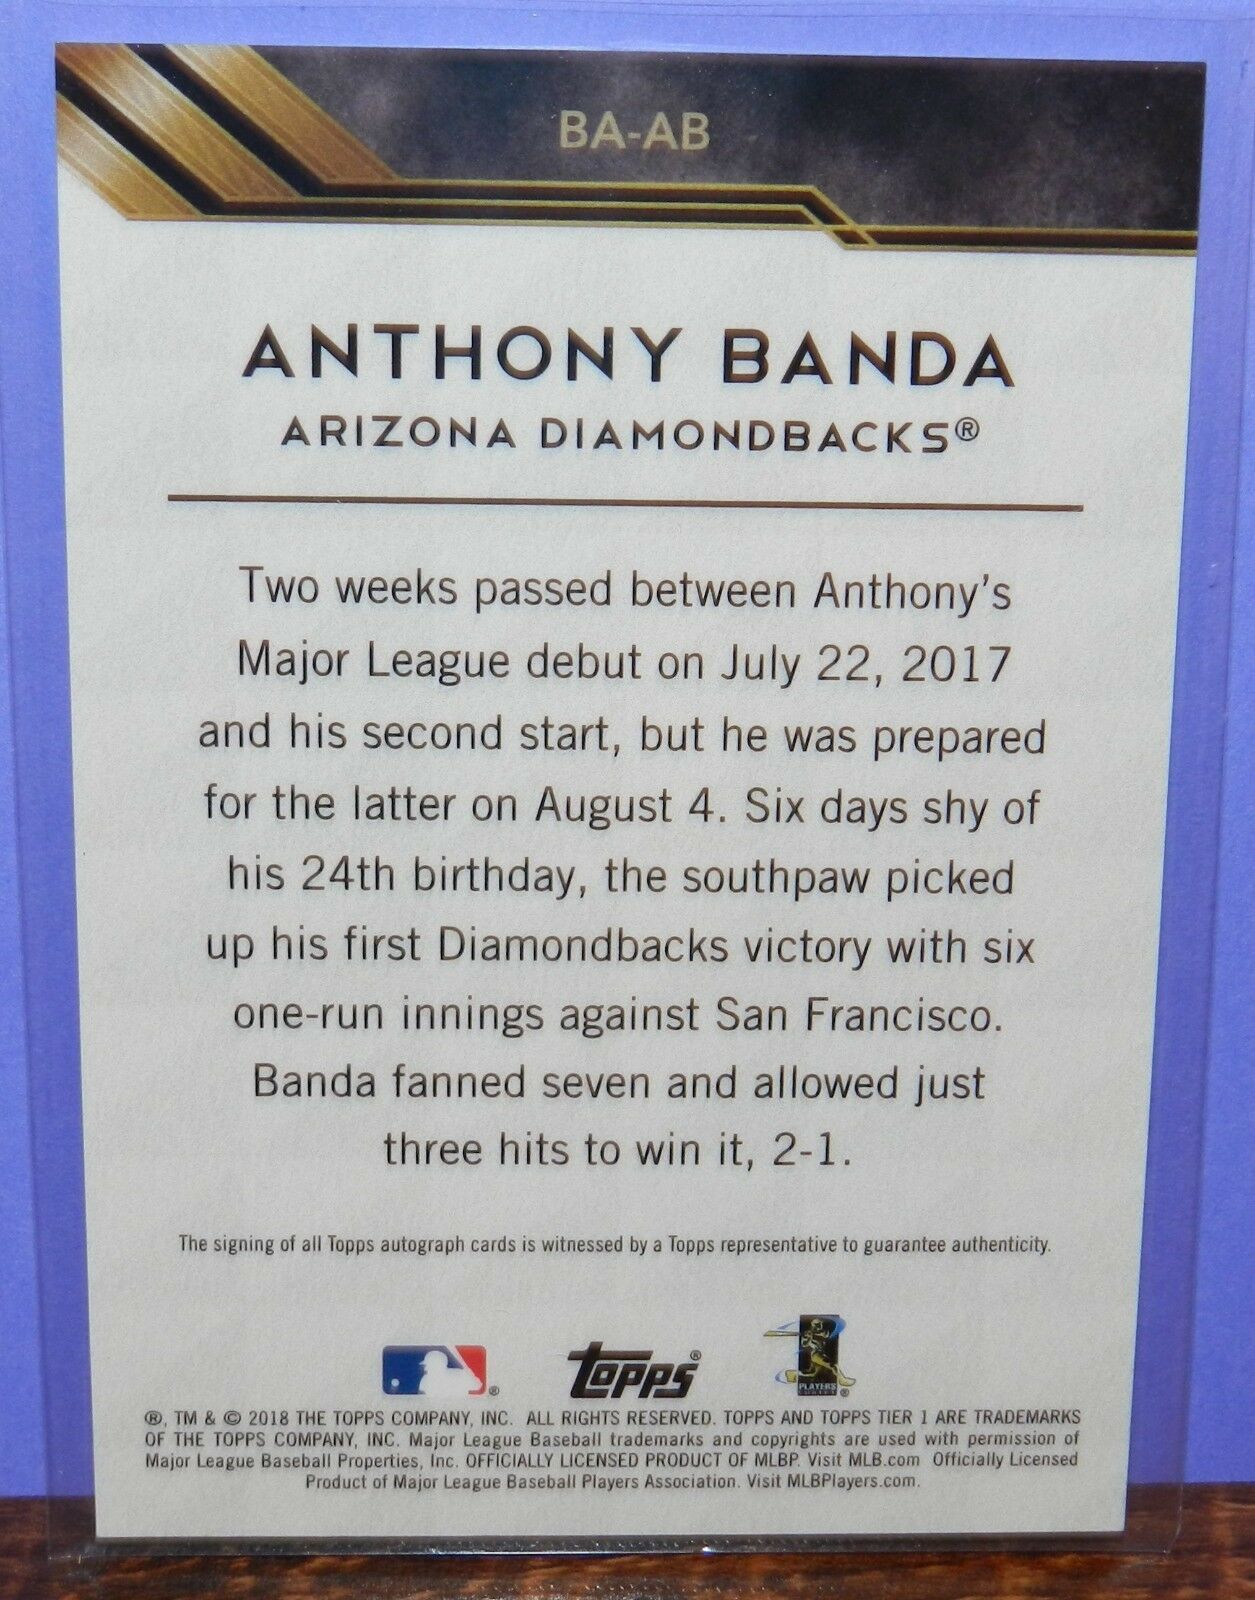 BA-AB
ANTHONY BANDA
ARIZONA DIAMONDBACKS®
Two weeks passed between Anthony's
Major League debut on July 22, 2017
and his second start, but he was prepared
for the latter on August 4. Six days shy of
his 24th birthday, the southpaw picked
up his first Diamondbacks victory with six
one-run innings against San Francisco.
Banda fanned seven and allowed just
three hits to win it, 2-1.
The signing of all Topps autograph cards is witnessed by a Topps representative to guarantee authenticity.
® topps® PLAYERS ®
®, TM & © 2018 THE TOPPS COMPANY, INC. ALL RIGHTS RESERVED. TOPPS AND TOPPS TIER 1 ARE TRADEMARKS
OF THE TOPPS COMPANY, INC. Major League Baseball trademarks and copyrights are used with permission of
Major League Baseball Properties, Inc. OFFICIALLY LICENSED PRODUCT OF MLBP. Visit MLB.com Officially Licensed
Product of Major League Baseball Players Association. Visit MLBPlayers.com.